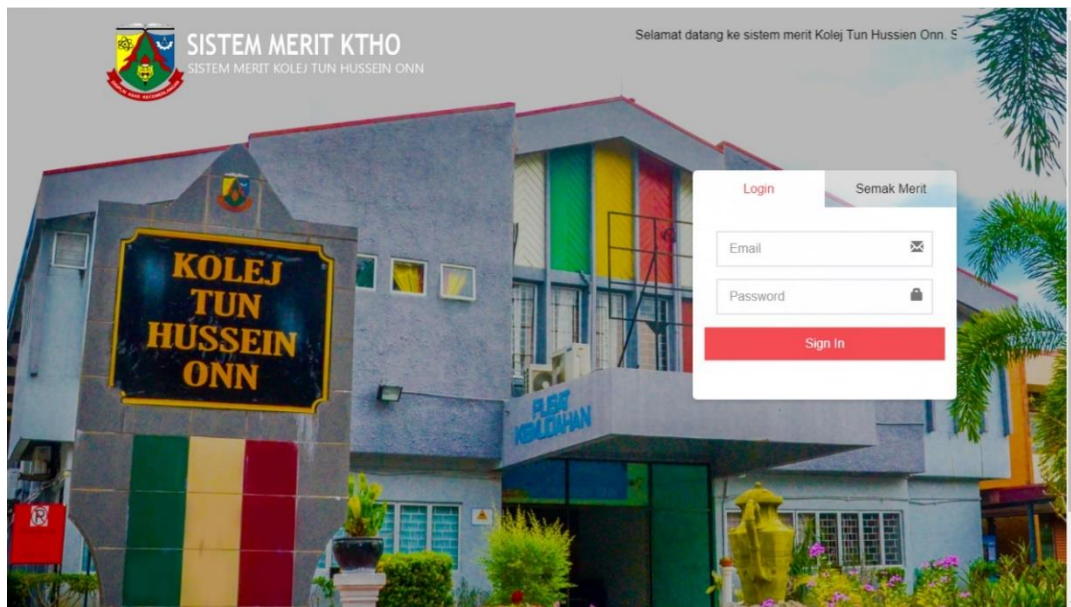 SISTEM MERIT KTHO
SISTEM MERIT KOLEJ TUN HUSSEIN ONN
Selamat datang ke sistem merit Kolej Tun Hussien Onn. S
Login
Semak Merit
Email
Password
Sign In
KOLEJ
TUN
HUSSEIN
ONN
PUSAT
KEMUDAHAN